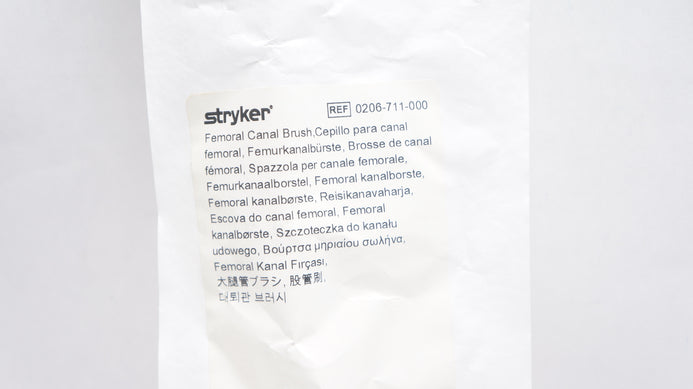 stryker® REF 0206-711-000
Femoral Canal Brush,Cepillo para canal
femoral, Femurkanalbürste, Brosse de canal
fémoral, Spazzola per canale femorale,
Femurkanaalborstel, Femoral kanalborste,
Femoral kanalbørste, Reisikanavaharja,
Escova do canal femoral, Femoral
kanalbørste, Szczoteczka do kanału
udowego, Βούρτσα μηριαίου σωλήνα,
Femoral Kanal Fırçası,
大腿管ブラシ, 股管刷,
대퇴관 브러시